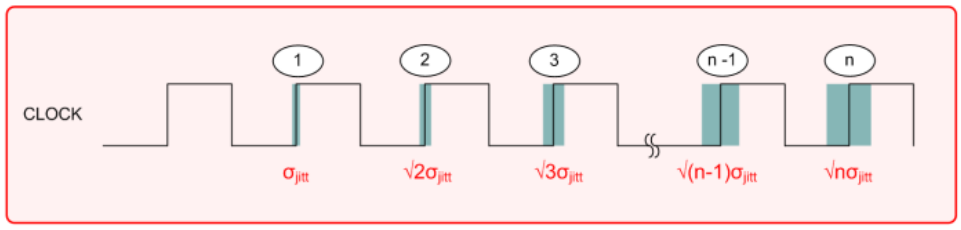 1 2 3 n -1 n
CLOCK
σjitt √2σjitt √3σjitt √(n-1)σjitt √nσjitt